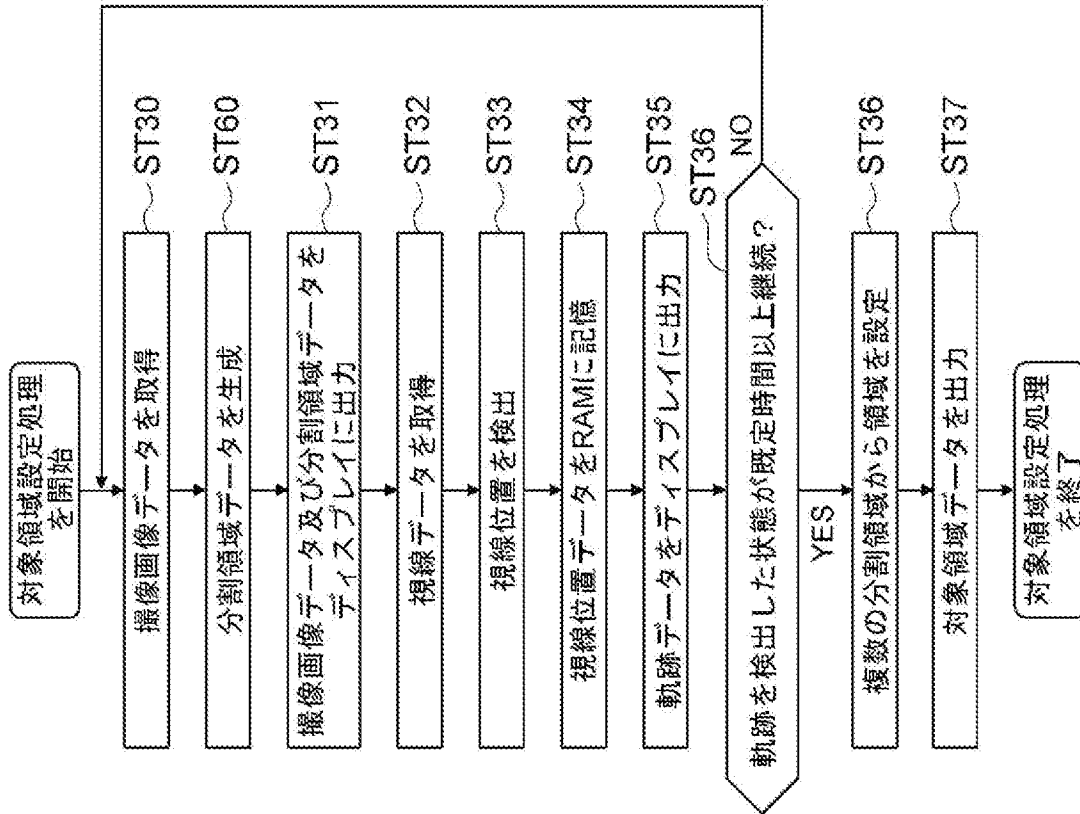 対象領域設定処理
を開始
撮像画像データを取得
ST30
分割領域データを生成
ST60
撮像画像データ及び分割領域データを
ディスプレイに出力
ST31
視線データを取得
ST32
視線位置を検出
ST33
視線位置データをRAMに記憶
ST34
軌跡データをディスプレイに出力
ST35
軌跡を検出した状態が既定時間以上継続？
ST36
NO
YES
複数の分割領域から領域を設定
ST36
対象領域データを出力
ST37
対象領域設定処理
を終了